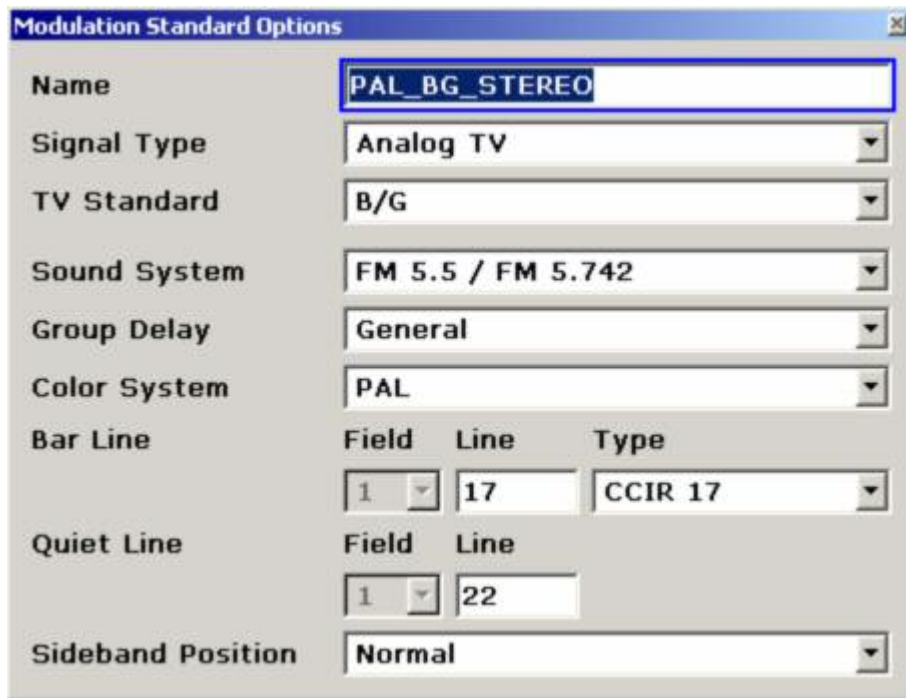 Modulation Standard Options
Name PAL_BG_STEREO
Signal Type Analog TV
TV Standard B/G
Sound System FM 5.5 / FM 5.742
Group Delay General
Color System PAL
Bar Line Field Line Type
1 17 CCIR 17
Quiet Line Field Line
1 22
Sideband Position Normal